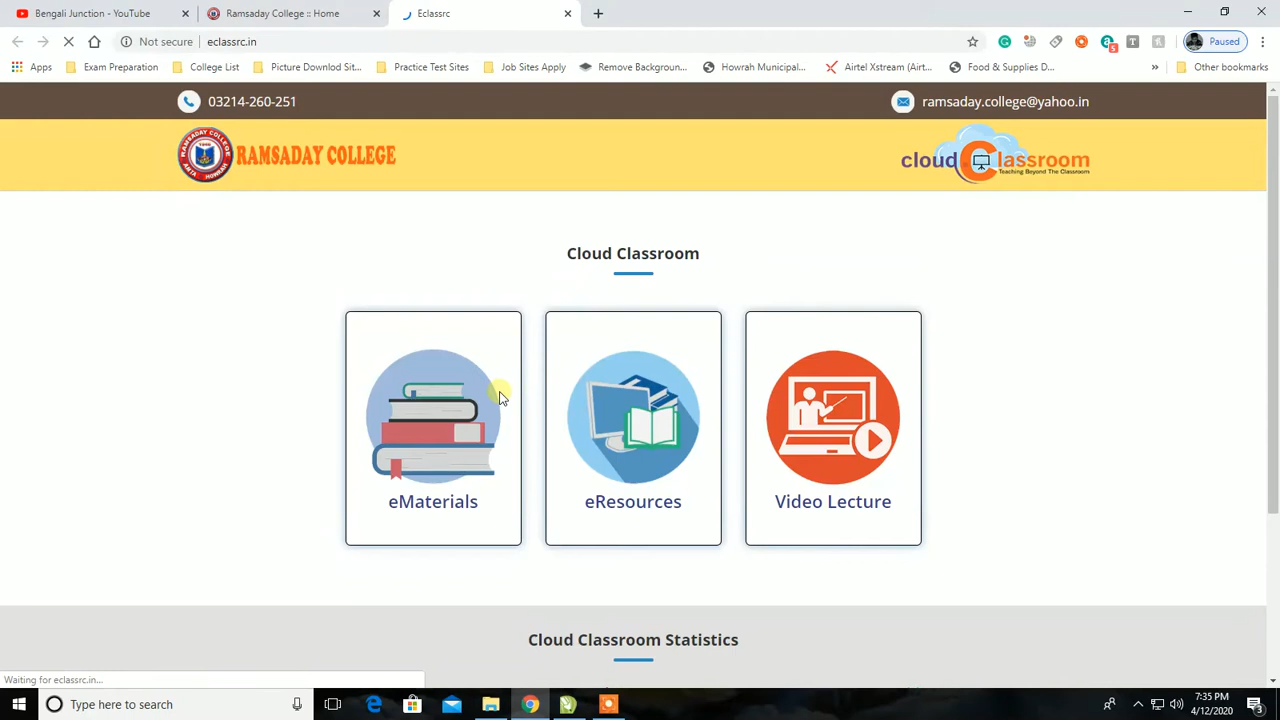 Bengali Junction - YouTube
Ramsaday College :: Home
Eclassrc
Not secure
eclassrc.in
5
Paused
Apps
Exam Preparation
College List
Picture Downlod Sit...
Practice Test Sites
Job Sites Apply
Remove Backgroun...
Howrah Municipal...
Airtel Xstream (Airt...
Food & Supplies D...
»
Other bookmarks
03214-260-251
ramsaday.college@yahoo.in
RAMSADAY COLLEGE
cloud Classroom
Teaching Beyond The Classroom
Cloud Classroom
eMaterials
eResources
Video Lecture
Cloud Classroom Statistics
Waiting for eclassrc.in...
Type here to search
7:35 PM
4/12/2020
3